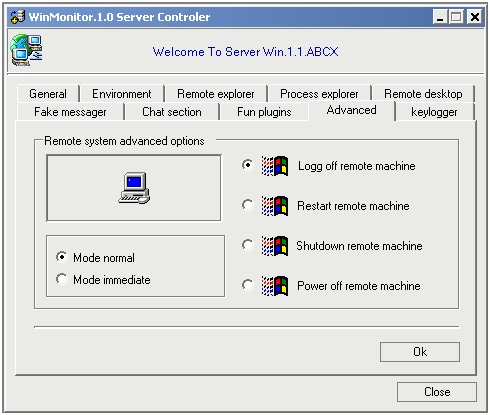 WinMonitor.1.0 Server Controler
Welcome To Server Win.1.1.ABCX
General Environment Remote explorer Process explorer Remote desktop
Fake messager Chat section Fun plugins Advanced keylogger
Remote system advanced options
Logg off remote machine
Restart remote machine
Mode normal
Shutdown remote machine
Mode immediate
Power off remote machine
Ok
Close